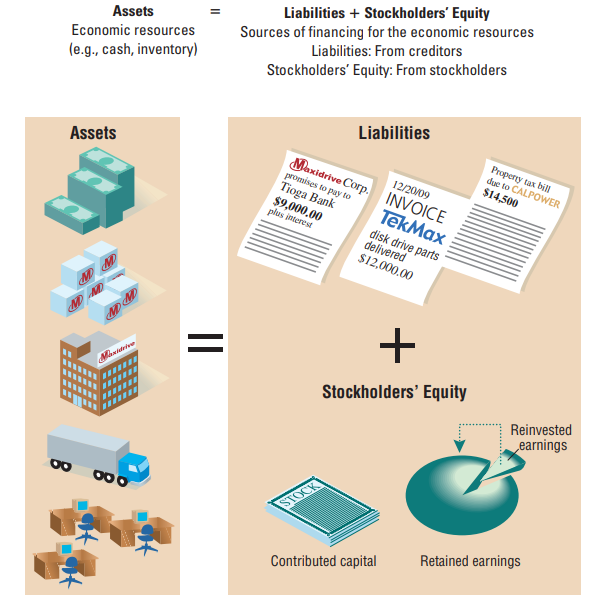 Assets = Liabilities + Stockholders' Equity
Economic resources Sources of financing for the economic resources
(e.g., cash, inventory) Liabilities: From creditors
Stockholders' Equity: From stockholders
Assets
Liabilities
Maxidrive Corp.
promises to pay to
Tioga Bank
$9,000.00
plus interest
12/20/09
INVOICE
TekMax
disk drive parts
delivered
$12,000.00
Property tax bill
due to CALPOWER
$14,500
M
M
M
M
M
M
Maxidrive
=
+
Stockholders' Equity
Reinvested
earnings
STOCK
Contributed capital
Retained earnings